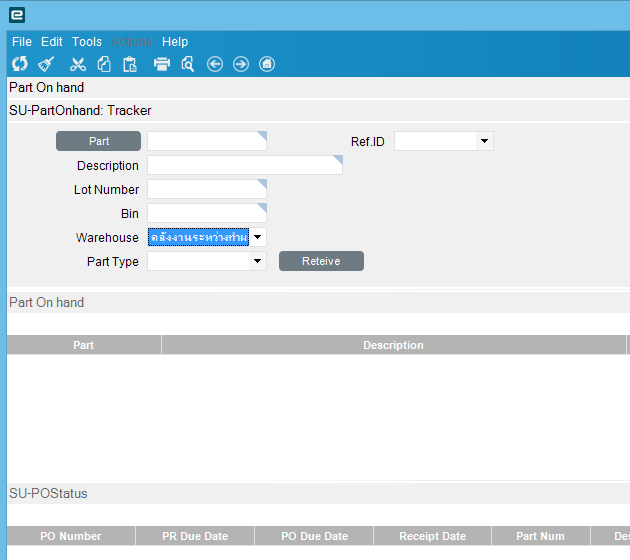 File Edit Tools Actions Help
Part On hand
SU-PartOnhand: Tracker
Part Ref.ID
Description
Lot Number
Bin
Warehouse คลังงานระหว่างทำผ
Part Type Reteive
Part On hand
Part Description
SU-POStatus
PO Number PR Due Date PO Due Date Receipt Date Part Num Des